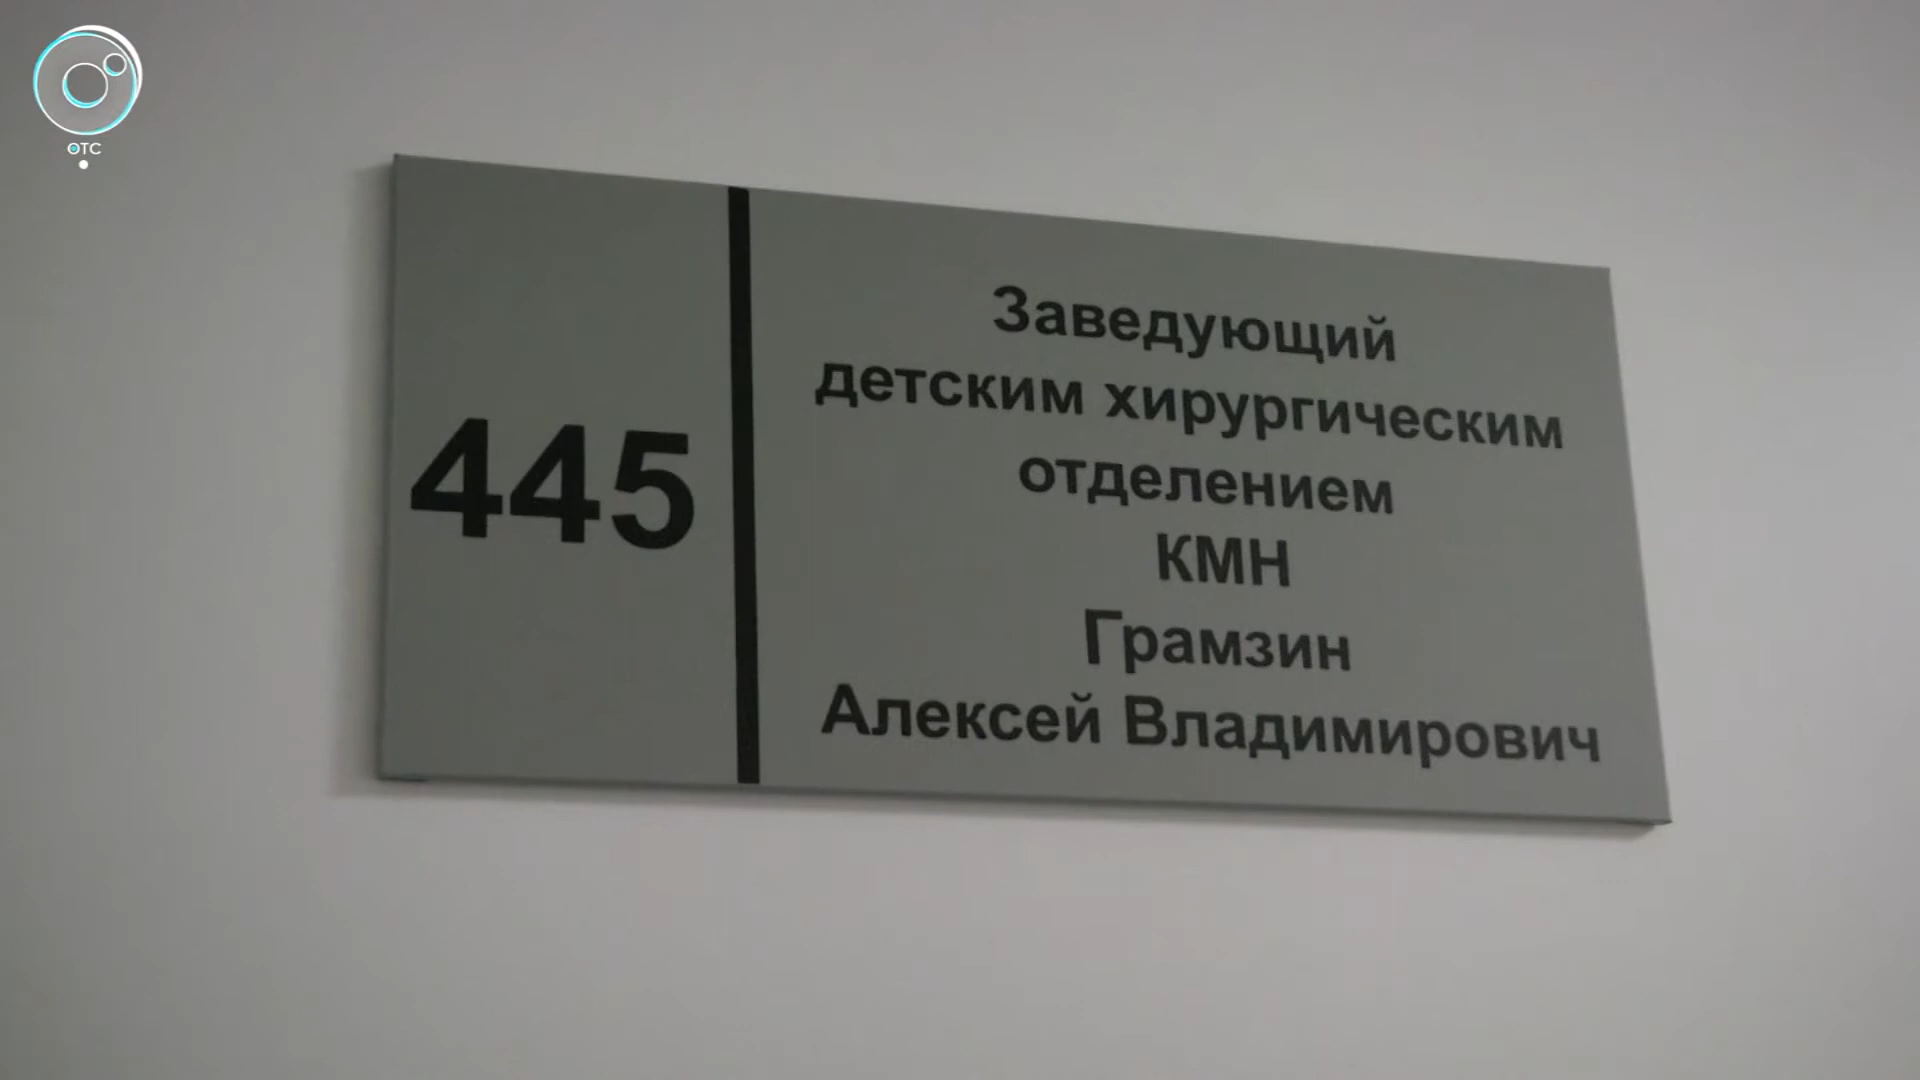 ОТС
445
Заведующий
детским хирургическим
отделением
КМН
Грамзин
Алексей Владимирович